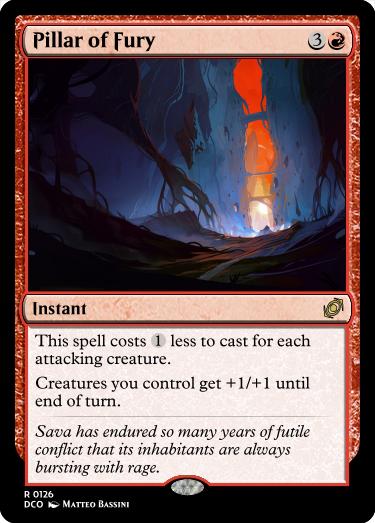 Pillar of Fury 3
Instant
This spell costs 1 less to cast for each
attacking creature.
Creatures you control get +1/+1 until
end of turn.
Sava has endured so many years of futile
conflict that its inhabitants are always
bursting with rage.
R 0126
DCO Matteo Bassini